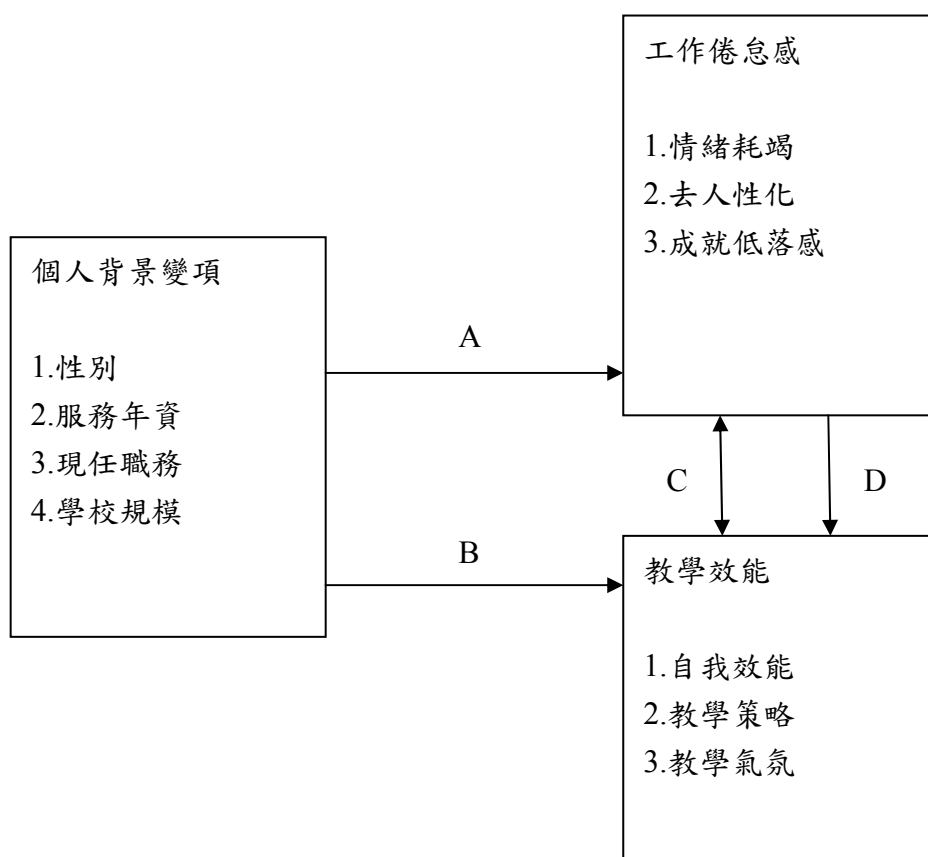 工作倦怠感
1.情緒耗竭
2.去人性化
3.成就低落感
個人背景變項
1.性別
2.服務年資
3.現任職務
4.學校規模
A
B
C
D
教學效能
1.自我效能
2.教學策略
3.教學氣氛